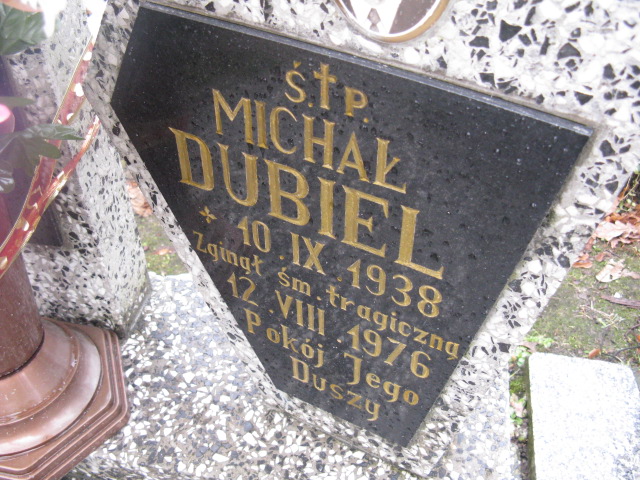 Ś.†P.
MICHAŁ
DUBIEL
* 10.IX.1938
Zginął śm. tragiczną
12.VIII.1976
Pokój Jego
Duszy